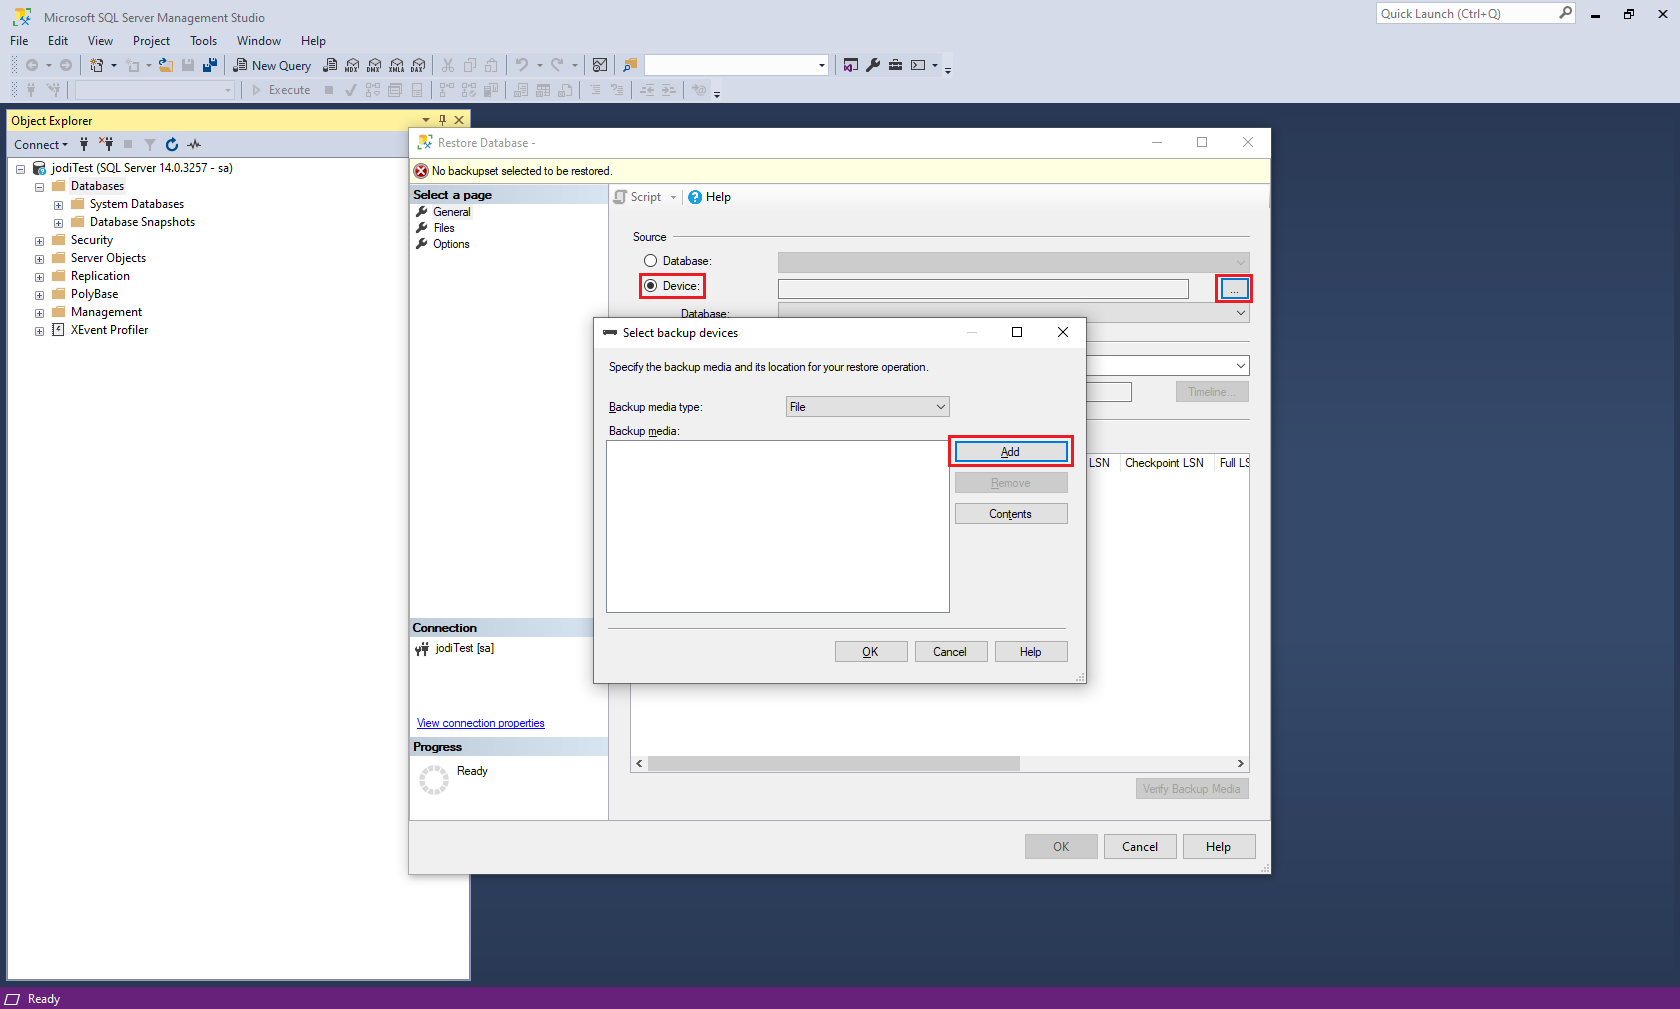 Microsoft SQL Server Management Studio
Quick Launch (Ctrl+Q)
File Edit View Project Tools Window Help
New Query MDX DMX XMLA DAX
Execute
Object Explorer
Connect
jodiTest (SQL Server 14.0.3257 - sa)
Databases
System Databases
Database Snapshots
Security
Server Objects
Replication
PolyBase
Management
XEvent Profiler
Restore Database -
No backupset selected to be restored.
Select a page
General
Files
Options
Script Help
Source
Database:
Device:
...
Database:
Timeline...
LSN Checkpoint LSN Full LS
Select backup devices
Specify the backup media and its location for your restore operation.
Backup media type: File
Backup media:
Add
Remove
Contents
OK Cancel Help
Connection
jodiTest [sa]
View connection properties
Progress
Ready
Verify Backup Media
OK Cancel Help
Ready